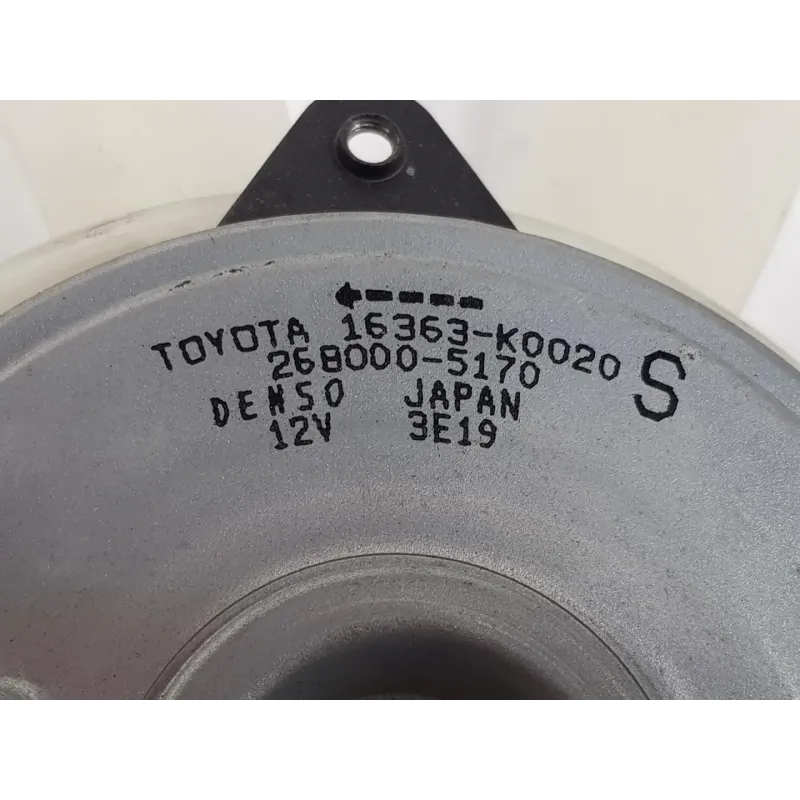 TOYOTA 16363-K0020
268000-5170 S
DENSO JAPAN
12V 3E19